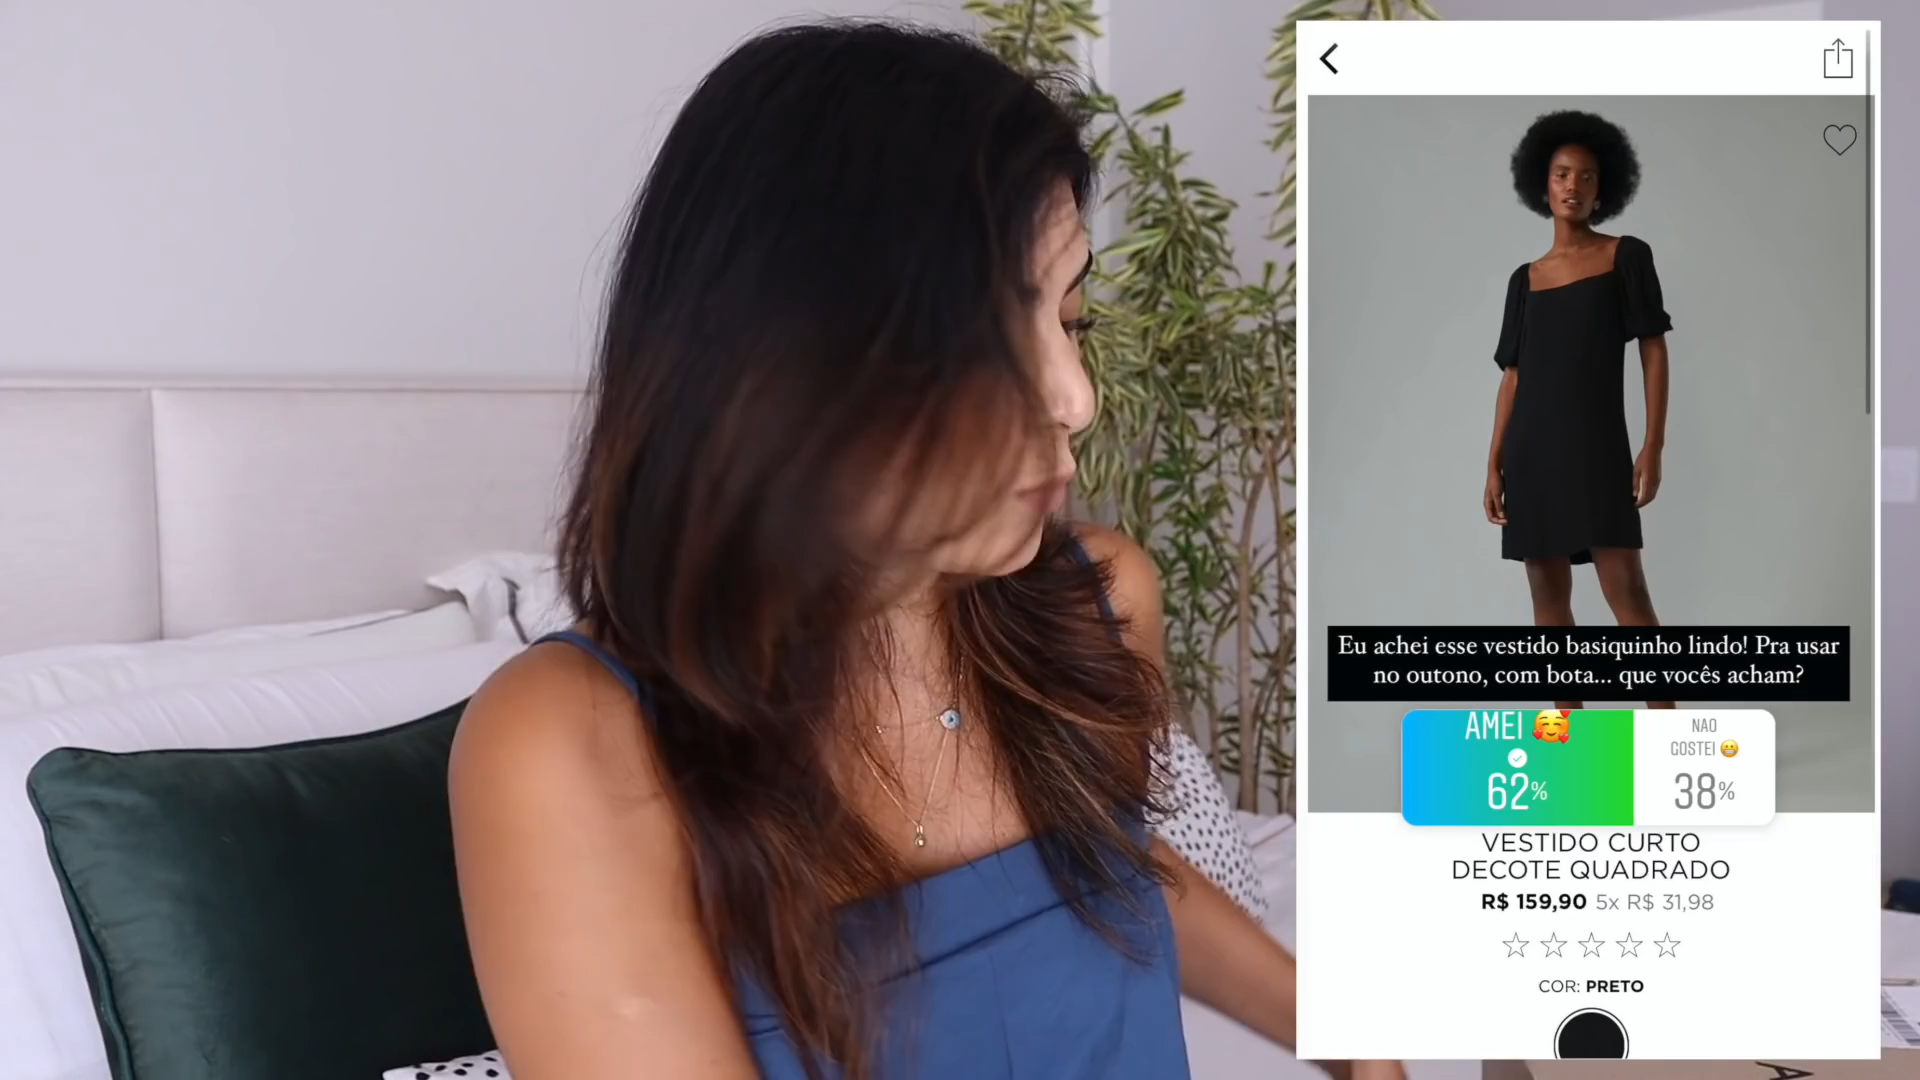 Eu achei esse vestido basiquinho lindo! Pra usar
no outono, com bota... que vocês acham?
AMEI 🥰
62%
NAO
GOSTEI 😬
38%
VESTIDO CURTO
DECOTE QUADRADO
R$ 159,90 5x R$ 31,98
COR: PRETO